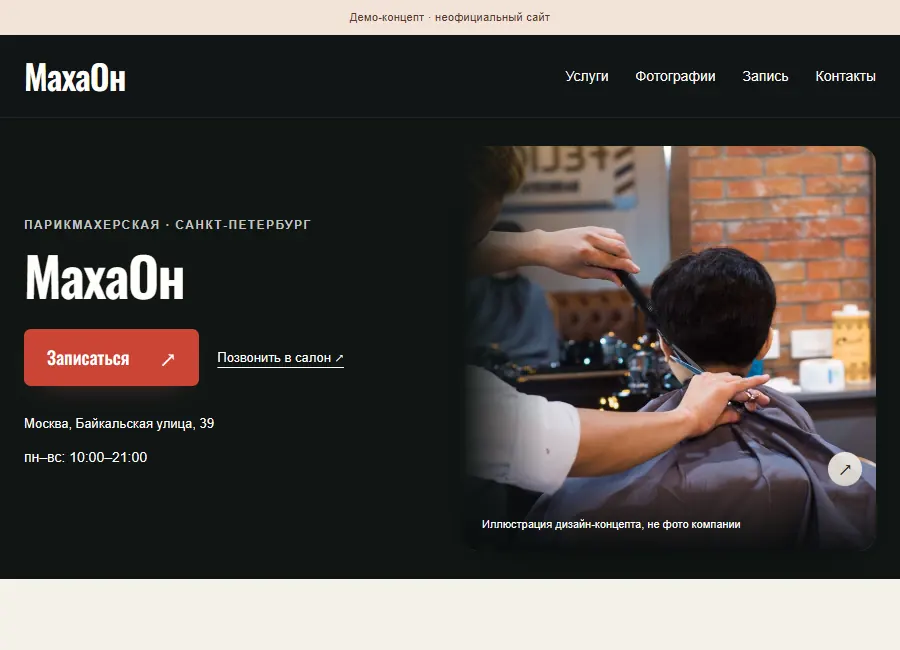 Демо-концепт · неофициальный сайт
МахаОн
Услуги Фотографии Запись Контакты
ПАРИКМАХЕРСКАЯ · САНКТ-ПЕТЕРБУРГ
МахаОн
Записаться ↗
Позвонить в салон ↗
Москва, Байкальская улица, 39
пн–вс: 10:00–21:00
Иллюстрация дизайн-концепта, не фото компании